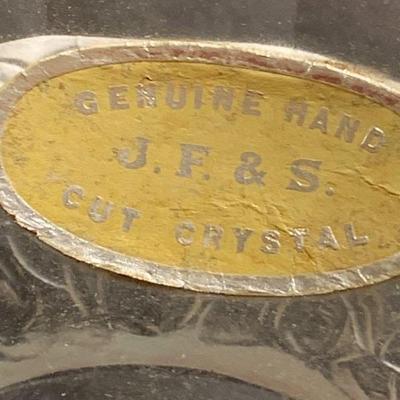 GENUINE HAND
J. F. & S.
CUT CRYSTAL